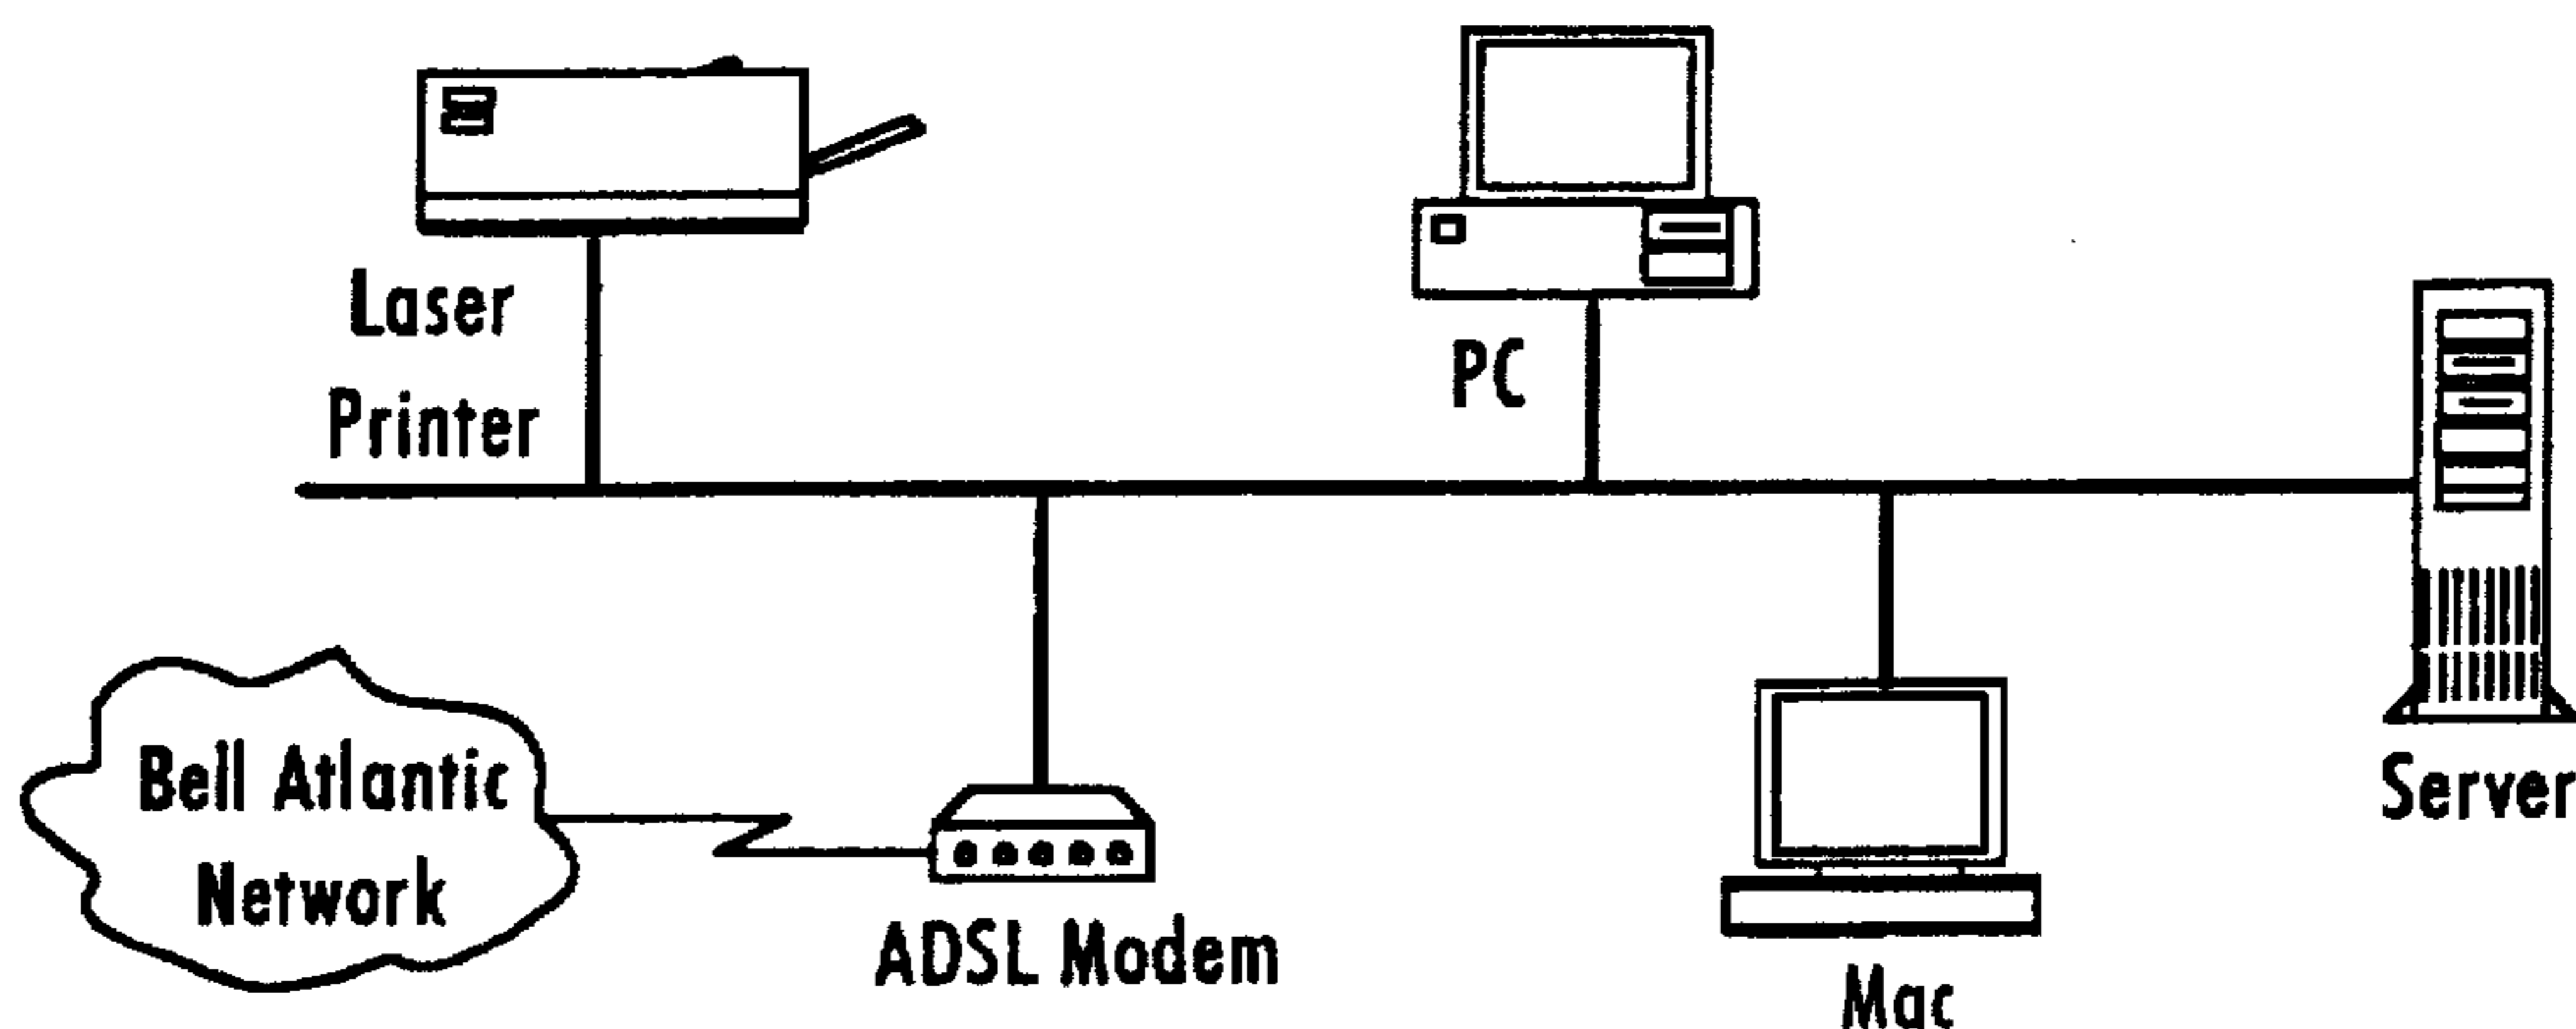 Laser
Printer
PC
Server
Bell Atlantic
Network
ADSL Modem
Mac